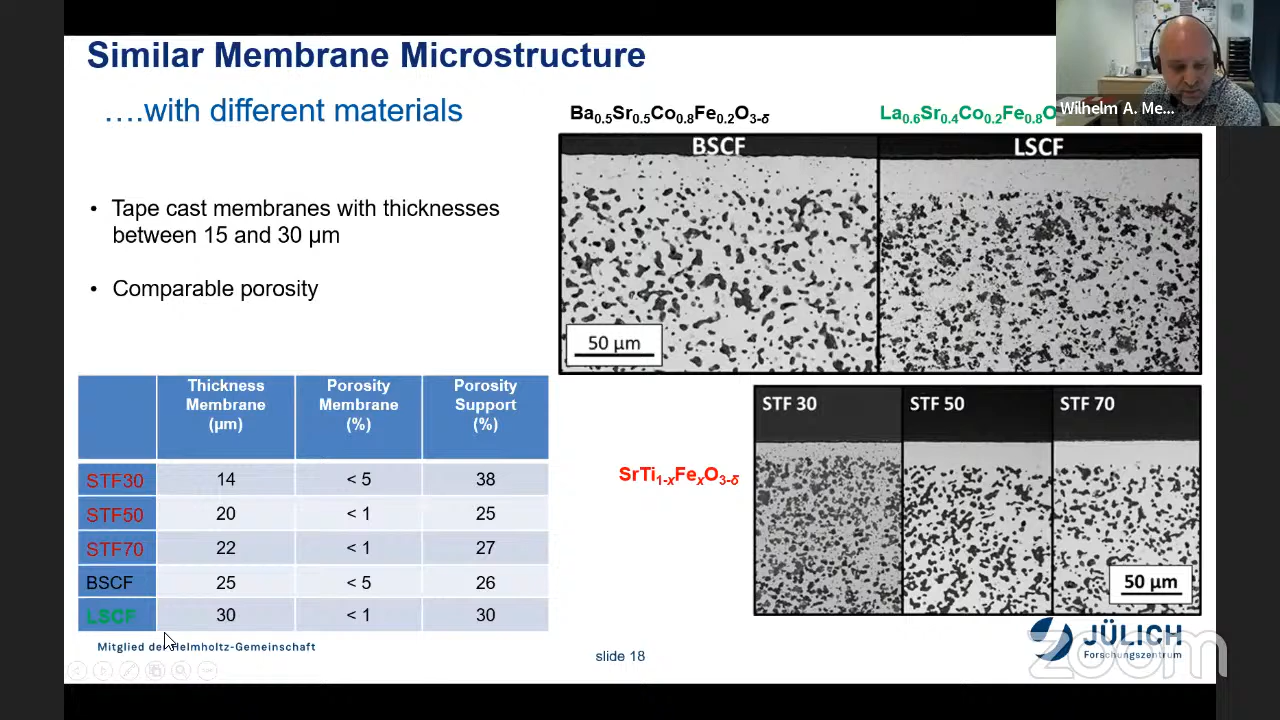 Similar Membrane Microstructure
….with different materials
Ba0.5Sr0.5Co0.8Fe0.2O3-δ
La0.6Sr0.4Co0.2Fe0.8O
Wilhelm A. Me...
BSCF
LSCF
• Tape cast membranes with thicknesses
between 15 and 30 µm
• Comparable porosity
50 µm
STF 30
STF 50
STF 70
SrTi1-xFexO3-δ
50 µm
Thickness Membrane (µm) Porosity Membrane (%) Porosity Support (%)
STF30 14 < 5 38
STF50 20 < 1 25
STF70 22 < 1 27
BSCF 25 < 5 26
LSCF 30 < 1 30
Mitglied der Helmholtz-Gemeinschaft
slide 18
JÜLICH
Forschungszentrum
zoom